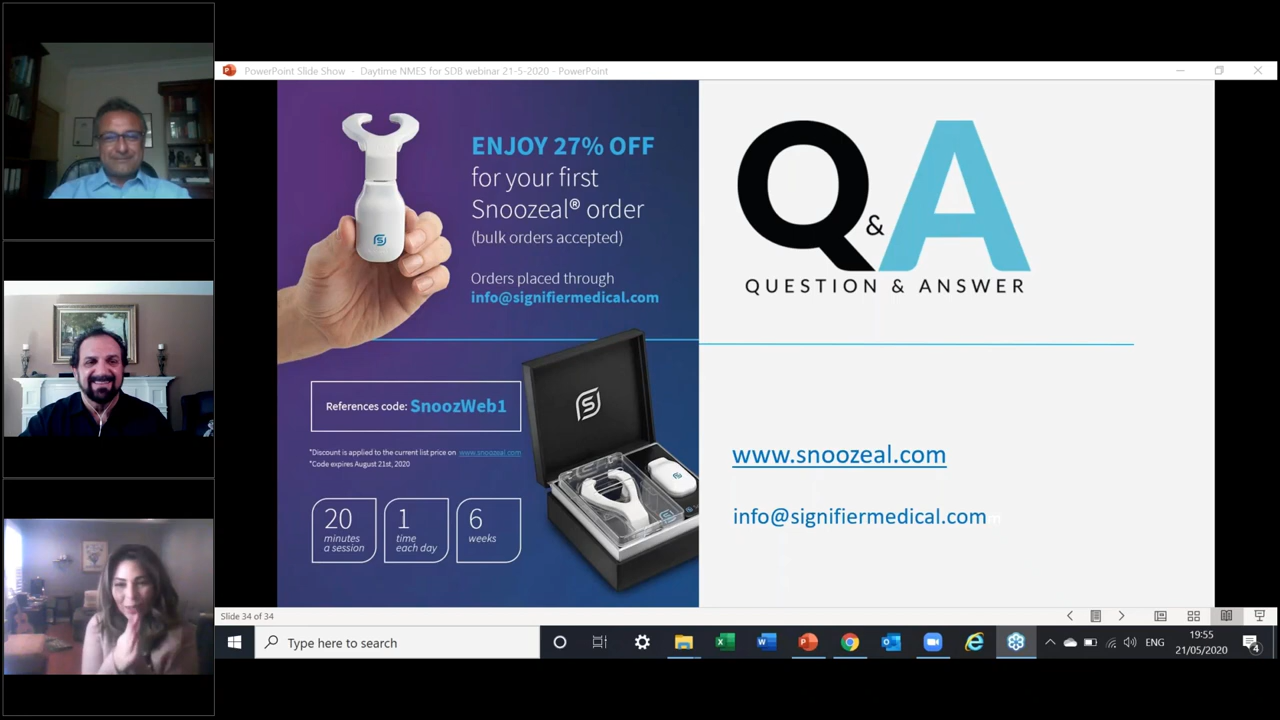 PowerPoint Slide Show - Daytime NMES for SDB webinar 21-5-2020 - PowerPoint
ENJOY 27% OFF
for your first
Snoozeal® order
(bulk orders accepted)
Orders placed through
info@signifiermedical.com
References code: SnoozWeb1
*Discount is applied to the current list price on www.snoozeal.com
*Code expires August 21st, 2020
20
minutes
a session
1
time
each day
6
weeks
Q&A
QUESTION & ANSWER
www.snoozeal.com
info@signifiermedical.com
Slide 34 of 34
Type here to search
ENG
19:55
21/05/2020
4